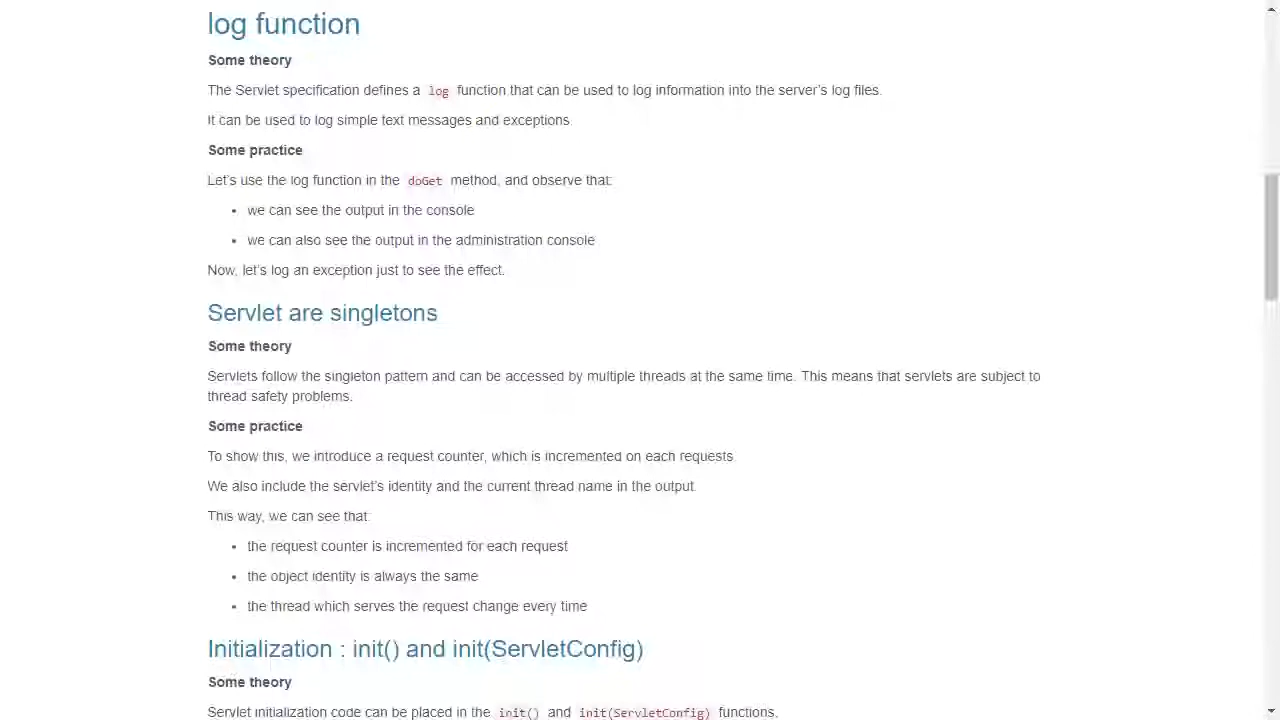 log function
Some theory
The Servlet specification defines a log function that can be used to log information into the server's log files.
It can be used to log simple text messages and exceptions.
Some practice
Let's use the log function in the doGet method, and observe that:
• we can see the output in the console
• we can also see the output in the administration console
Now, let's log an exception just to see the effect.
Servlet are singletons
Some theory
Servlets follow the singleton pattern and can be accessed by multiple threads at the same time. This means that servlets are subject to
thread safety problems.
Some practice
To show this, we introduce a request counter, which is incremented on each requests.
We also include the servlet's identity and the current thread name in the output.
This way, we can see that:
• the request counter is incremented for each request
• the object identity is always the same
• the thread which serves the request change every time
Initialization : init() and init(ServletConfig)
Some theory
Servlet initialization code can be placed in the init() and init(ServletConfig) functions.